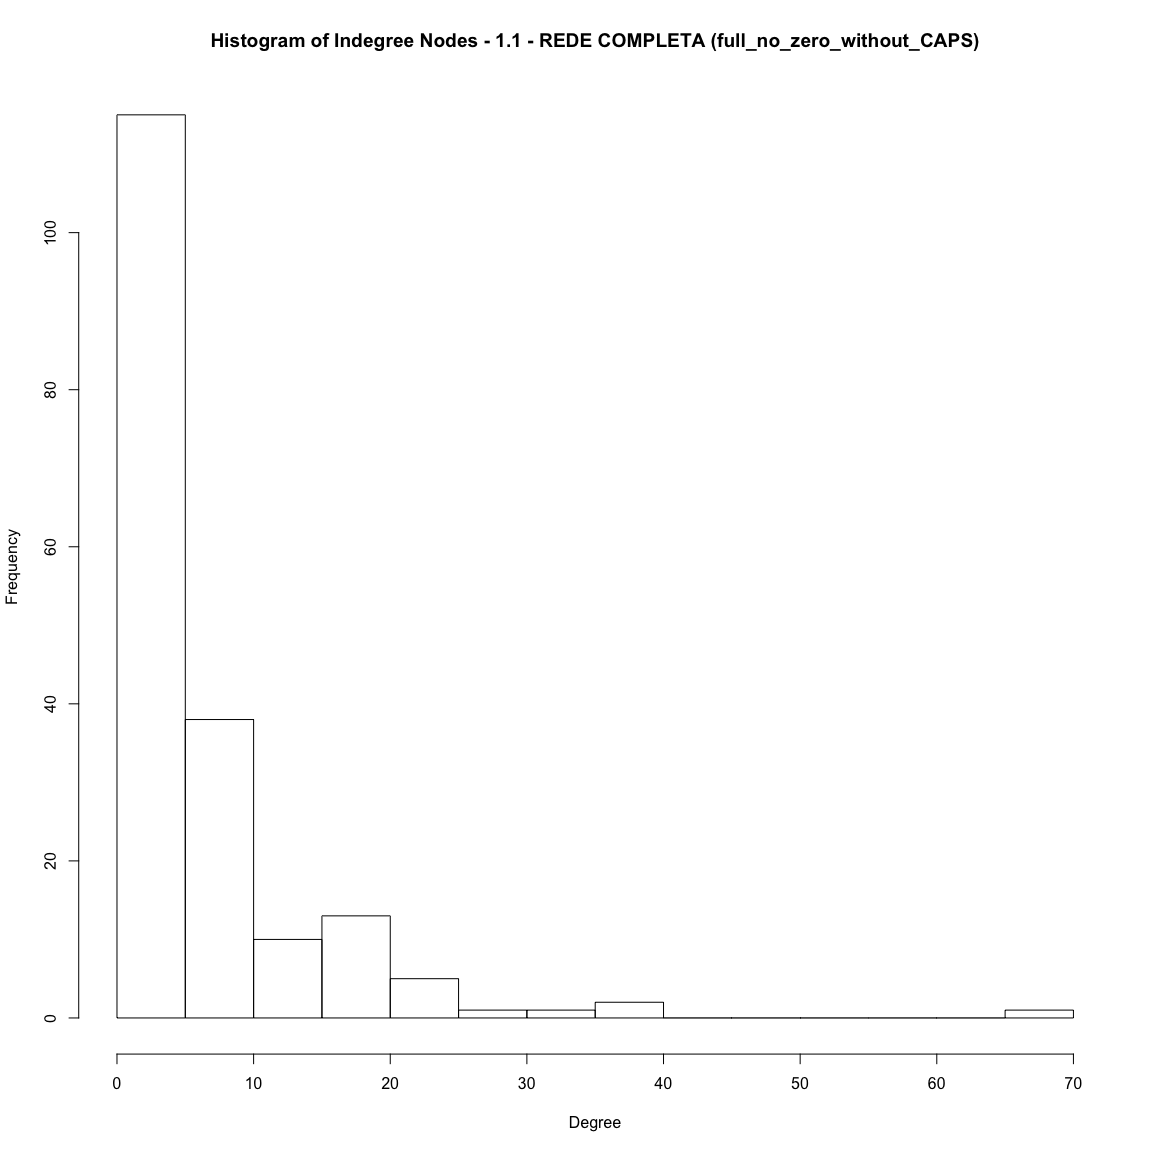 Histogram of Indegree Nodes - 1.1 - REDE COMPLETA (full_no_zero_without_CAPS)
Frequency
100
80
60
40
20
0
0 10 20 30 40 50 60 70
Degree